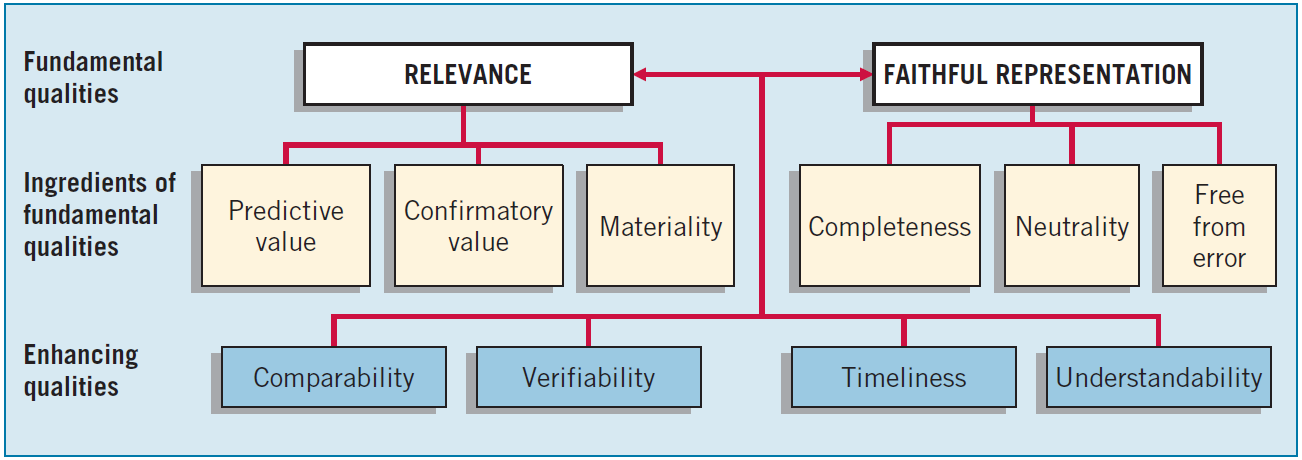 Fundamental
qualities
RELEVANCE
FAITHFUL REPRESENTATION
Ingredients of
fundamental
qualities
Predictive
value
Confirmatory
value
Materiality
Completeness
Neutrality
Free
from
error
Enhancing
qualities
Comparability
Verifiability
Timeliness
Understandability